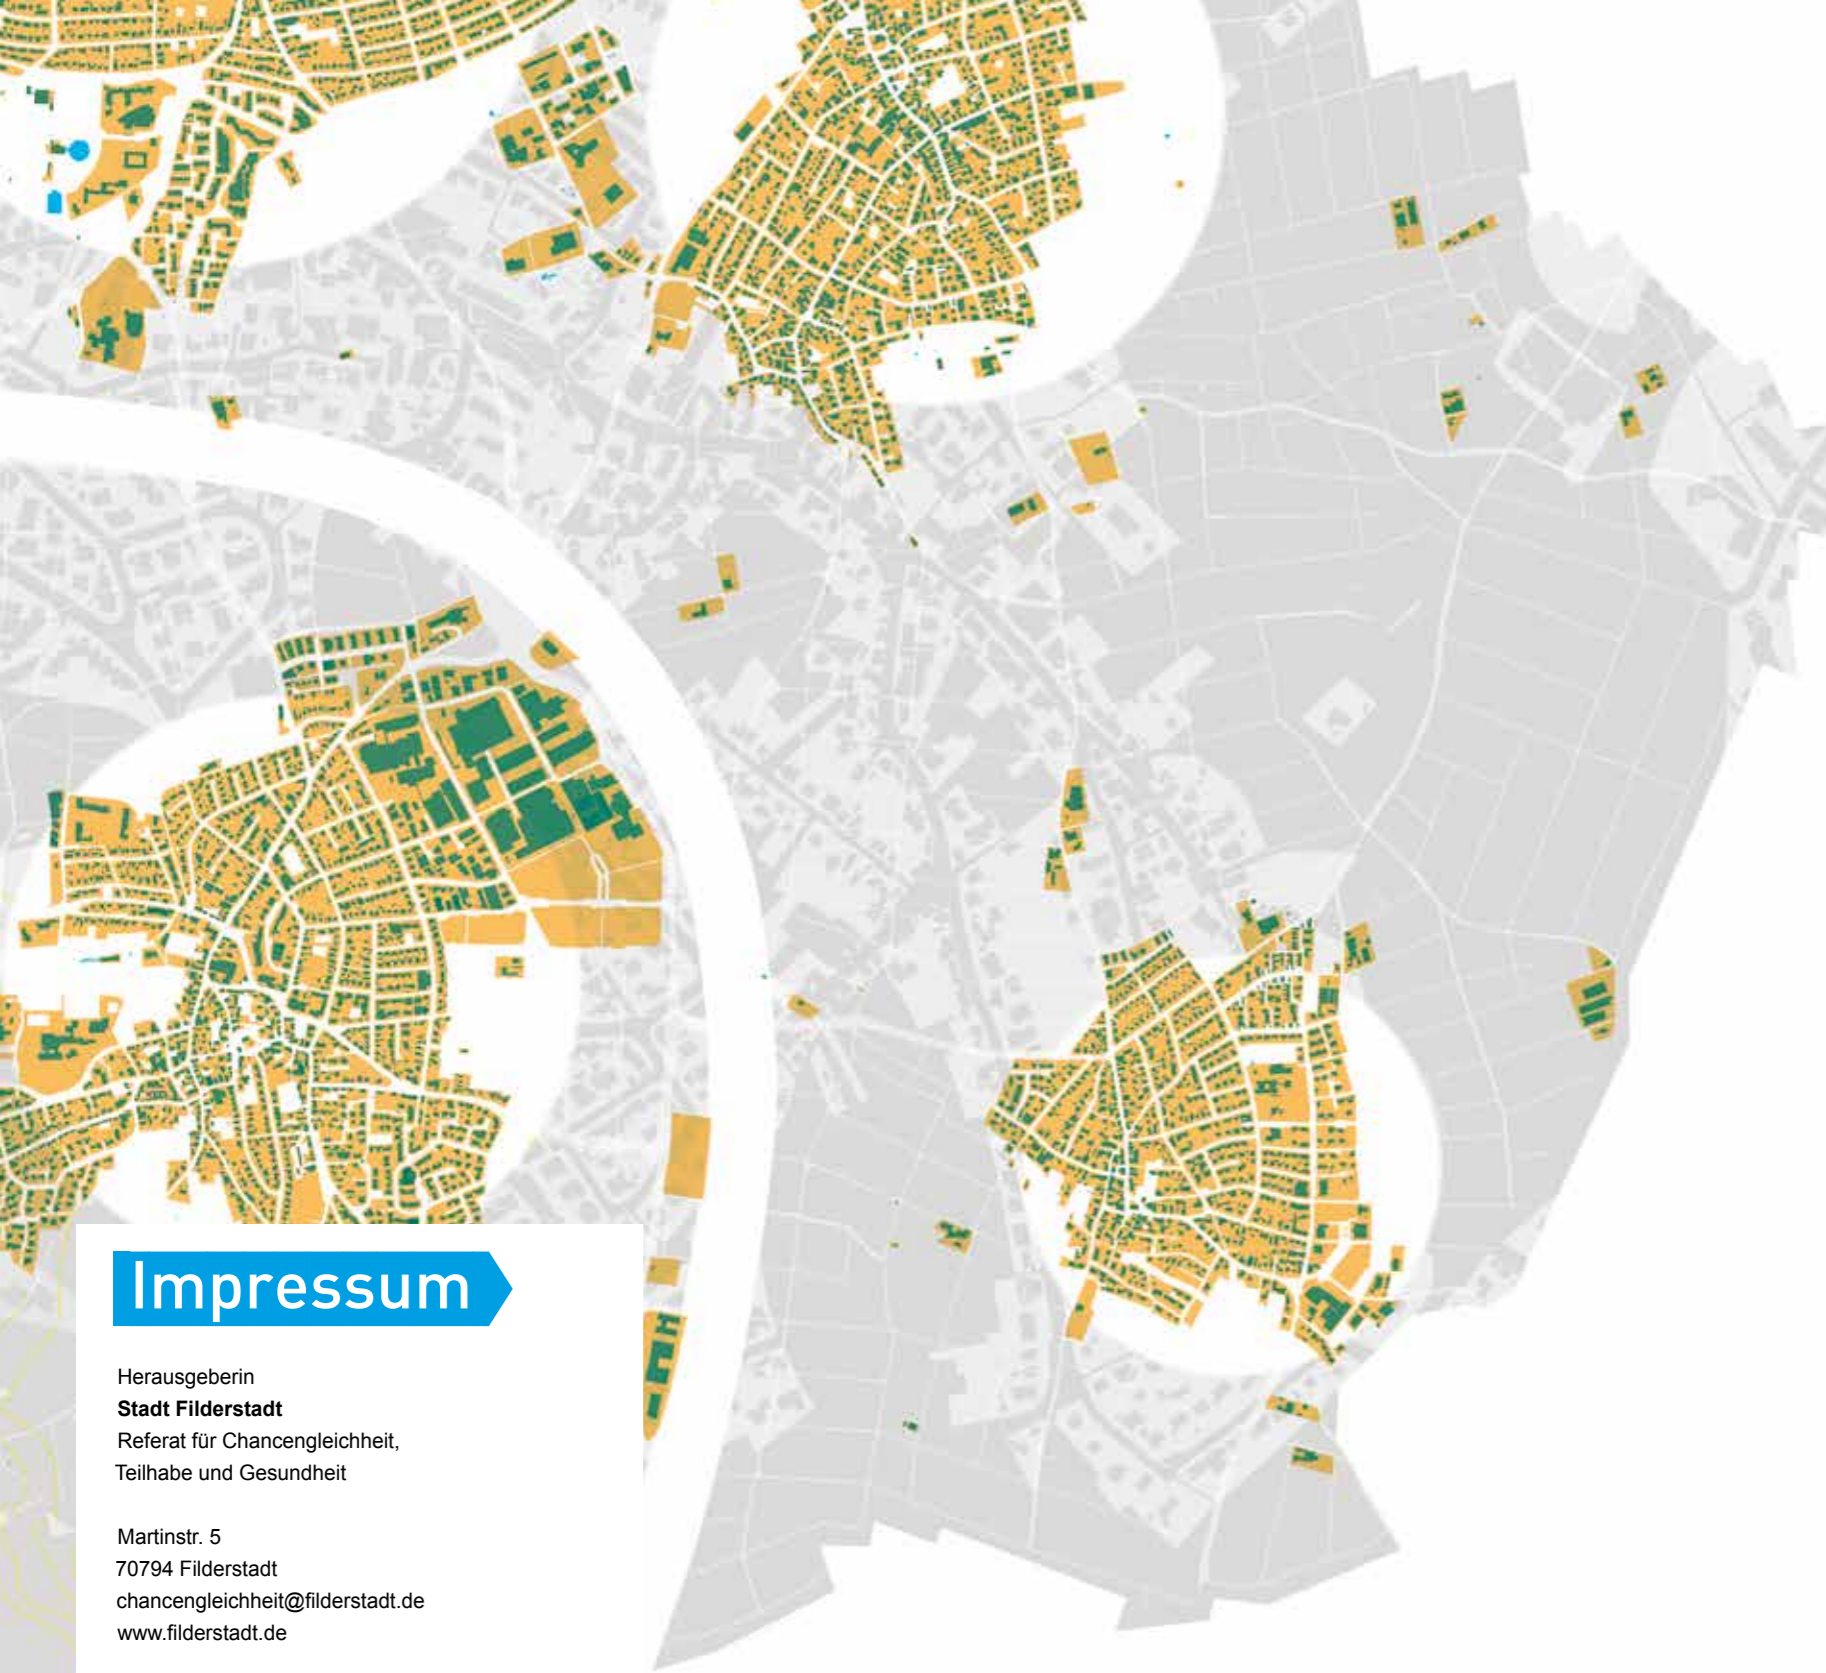 Impressum
Herausgeberin
Stadt Filderstadt
Referat für Chancengleichheit,
Teilhabe und Gesundheit
Martinstr. 5
70794 Filderstadt
chancengleichheit@filderstadt.de
www.filderstadt.de